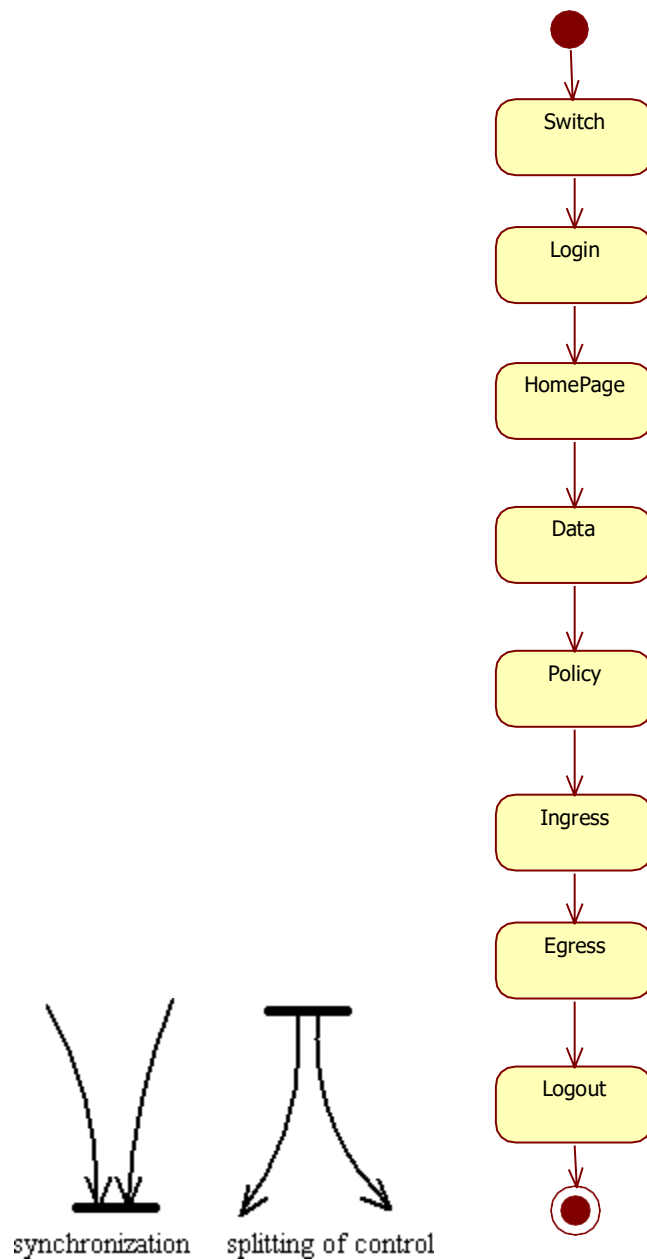 Switch
Login
HomePage
Data
Policy
Ingress
Egress
Logout
synchronization
splitting of control